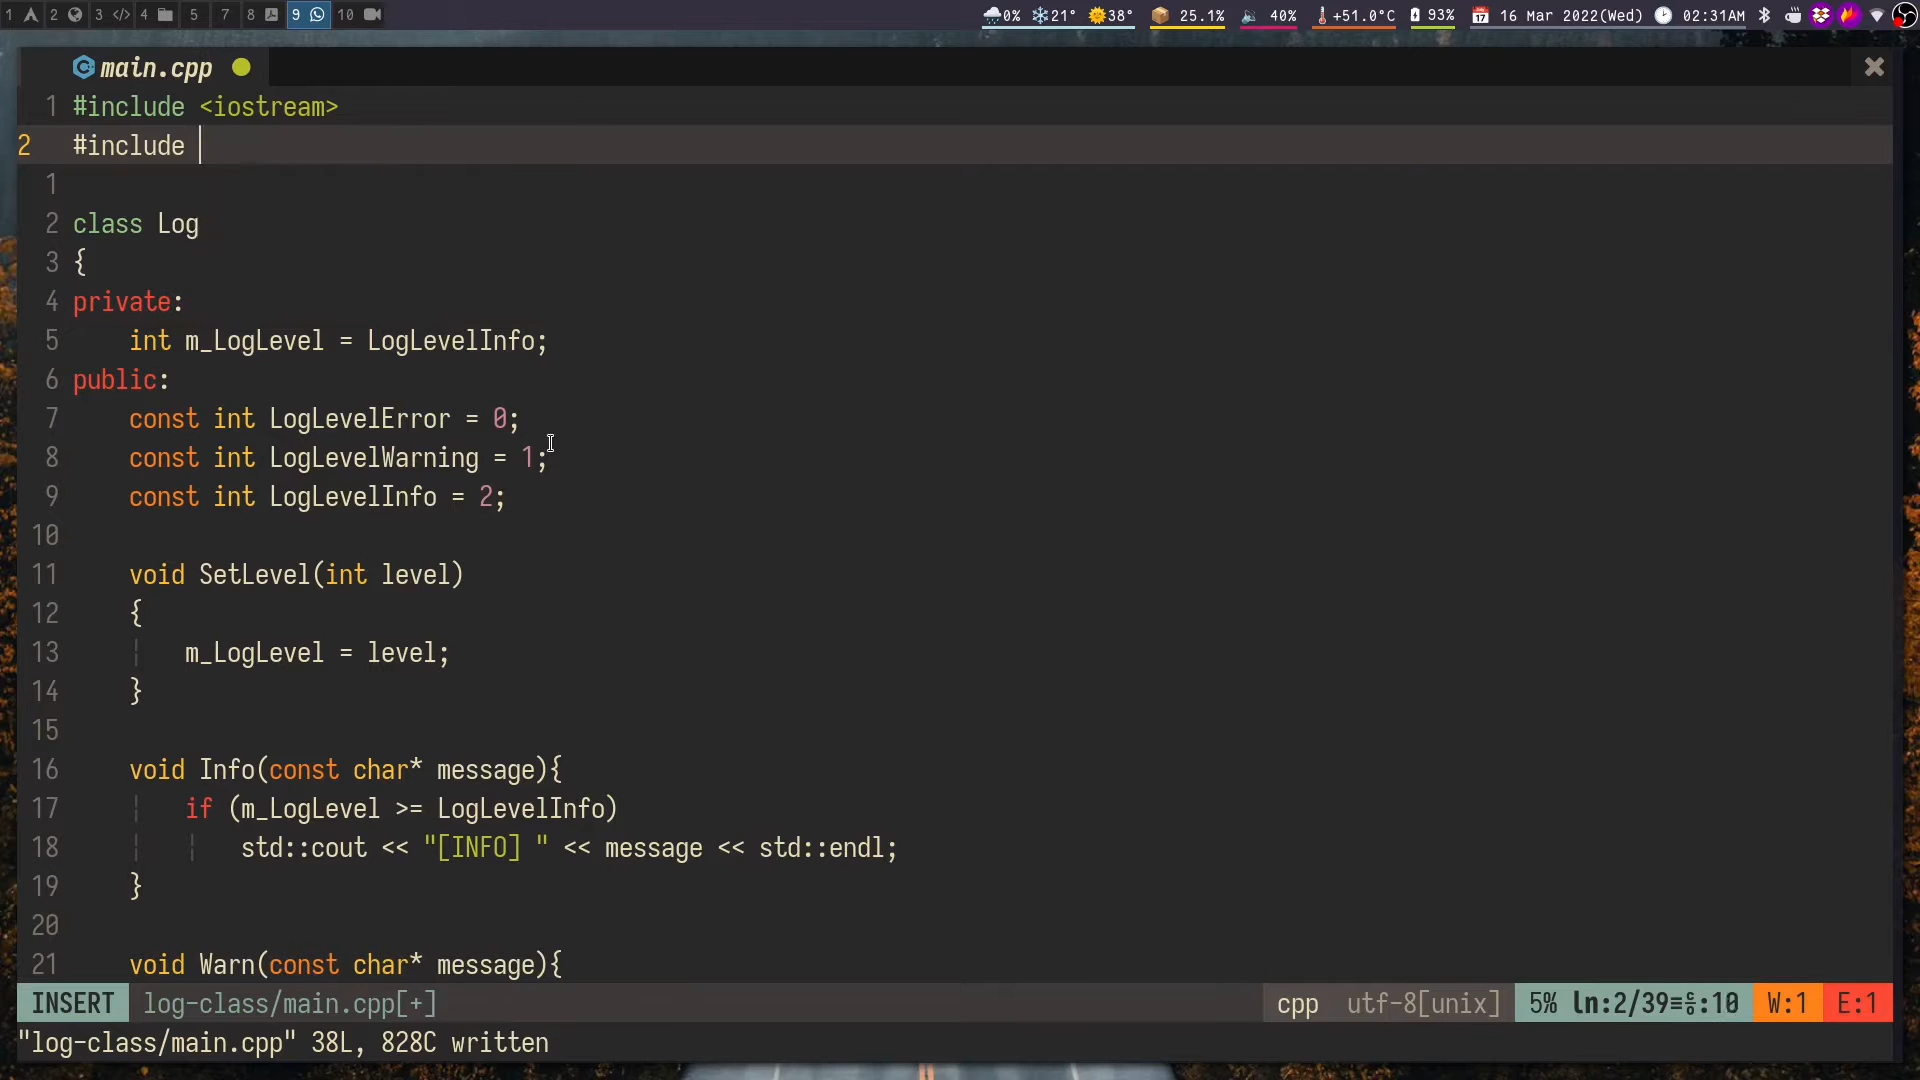 1 2 3 </> 4 5 7 8 9 10 0% 21° 38° 25.1% 40% +51.0°C 93% 16 Mar 2022(Wed) 02:31AM
main.cpp
1 #include <iostream>
2 #include
1
2 class Log
3 {
4 private:
5 int m_LogLevel = LogLevelInfo;
6 public:
7 const int LogLevelError = 0;
8 const int LogLevelWarning = 1;
9 const int LogLevelInfo = 2;
10
11 void SetLevel(int level)
12 {
13 m_LogLevel = level;
14 }
15
16 void Info(const char* message){
17 if (m_LogLevel >= LogLevelInfo)
18 std::cout << "[INFO] " << message << std::endl;
19 }
20
21 void Warn(const char* message){
INSERT log-class/main.cpp[+] cpp utf-8[unix] 5% ln:2/39≡℅:10 W:1 E:1
"log-class/main.cpp" 38L, 828C written